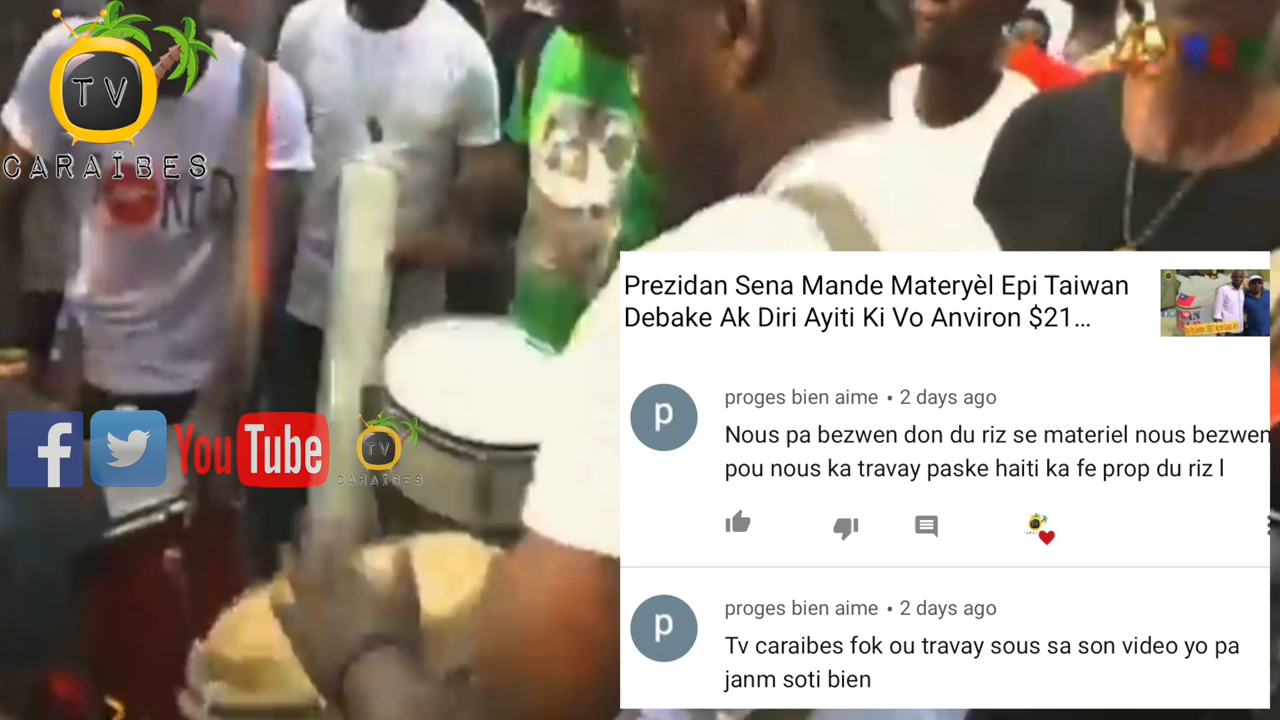 TV
CARAÏBES
Prezidan Sena Mande Materyèl Epi Taiwan
Debake Ak Diri Ayiti Ki Vo Anviron $21...
proges bien aime • 2 days ago
Nous pa bezwen don du riz se materiel nous bezwen
pou nous ka travay paske haiti ka fe prop du riz l
proges bien aime • 2 days ago
Tv caraibes fok ou travay sous sa son video yo pa
janm soti bien
f
You Tube
TV
CARAÏBES
p
p